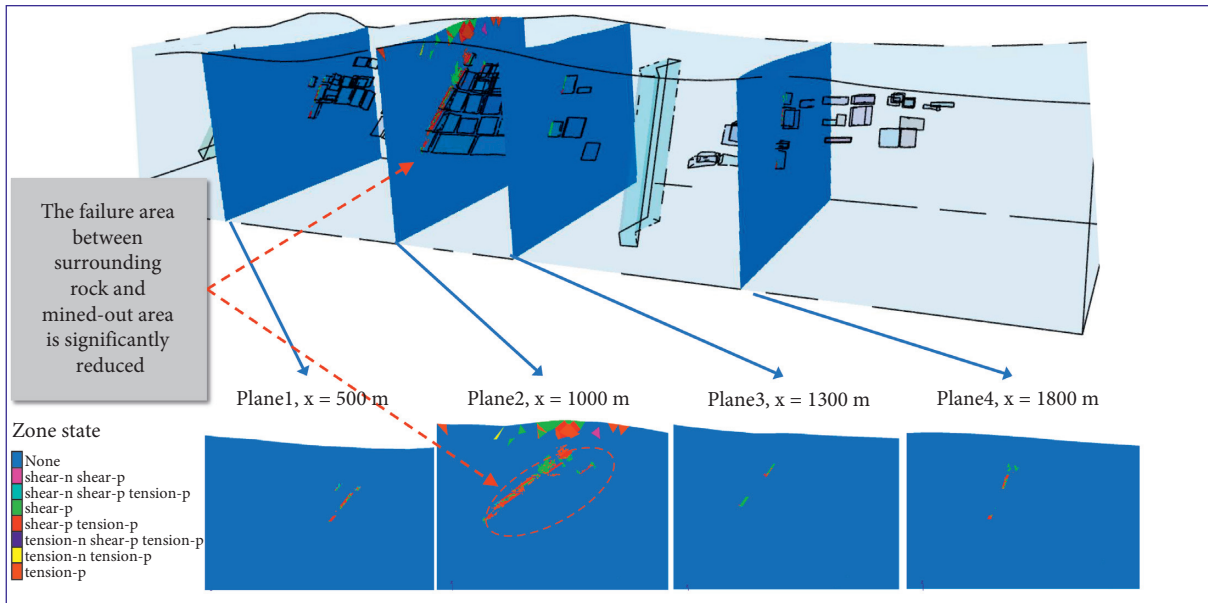 The failure area
between
surrounding
rock and
mined-out area
is significantly
reduced
Plane1, x = 500 m
Plane2, x = 1000 m
Plane3, x = 1300 m
Plane4, x = 1800 m
Zone state
None
shear-n shear-p
shear-n shear-p tension-p
shear-p
shear-p tension-p
tension-n shear-p tension-p
tension-n tension-p
tension-p